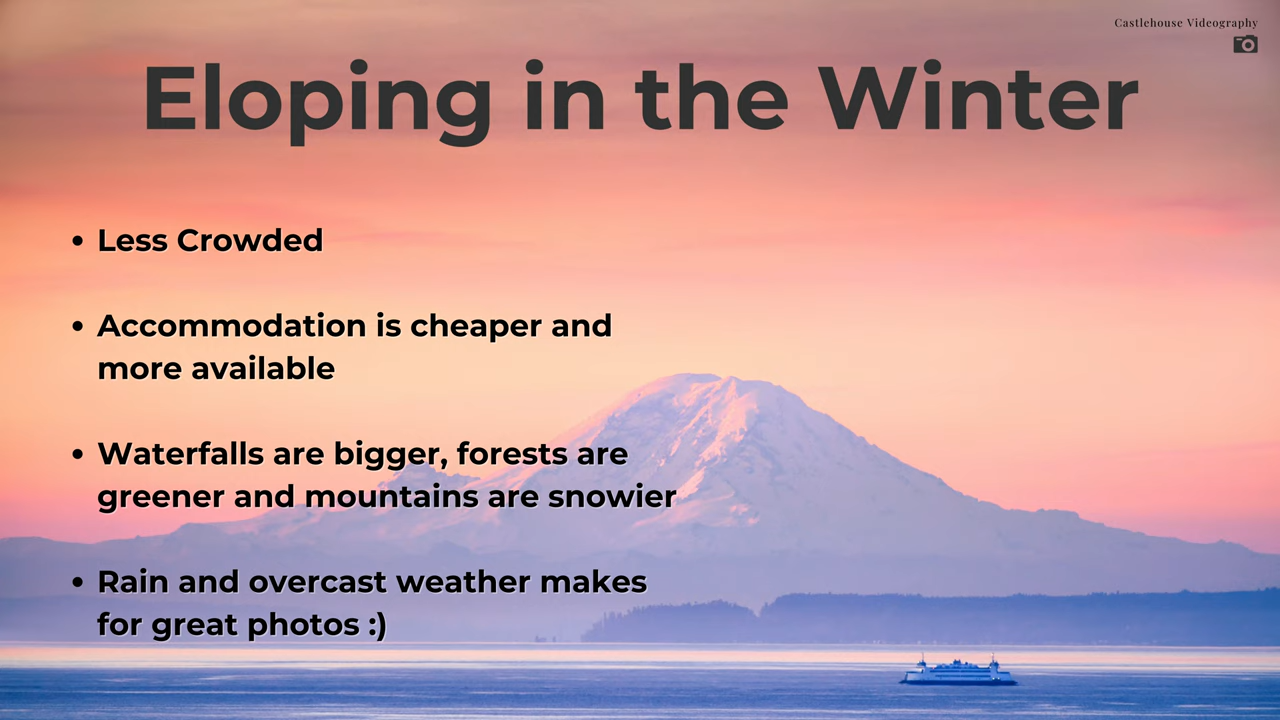 Castlehouse Videography
Eloping in the Winter
• Less Crowded
• Accommodation is cheaper and
more available
• Waterfalls are bigger, forests are
greener and mountains are snowier
• Rain and overcast weather makes
for great photos :)